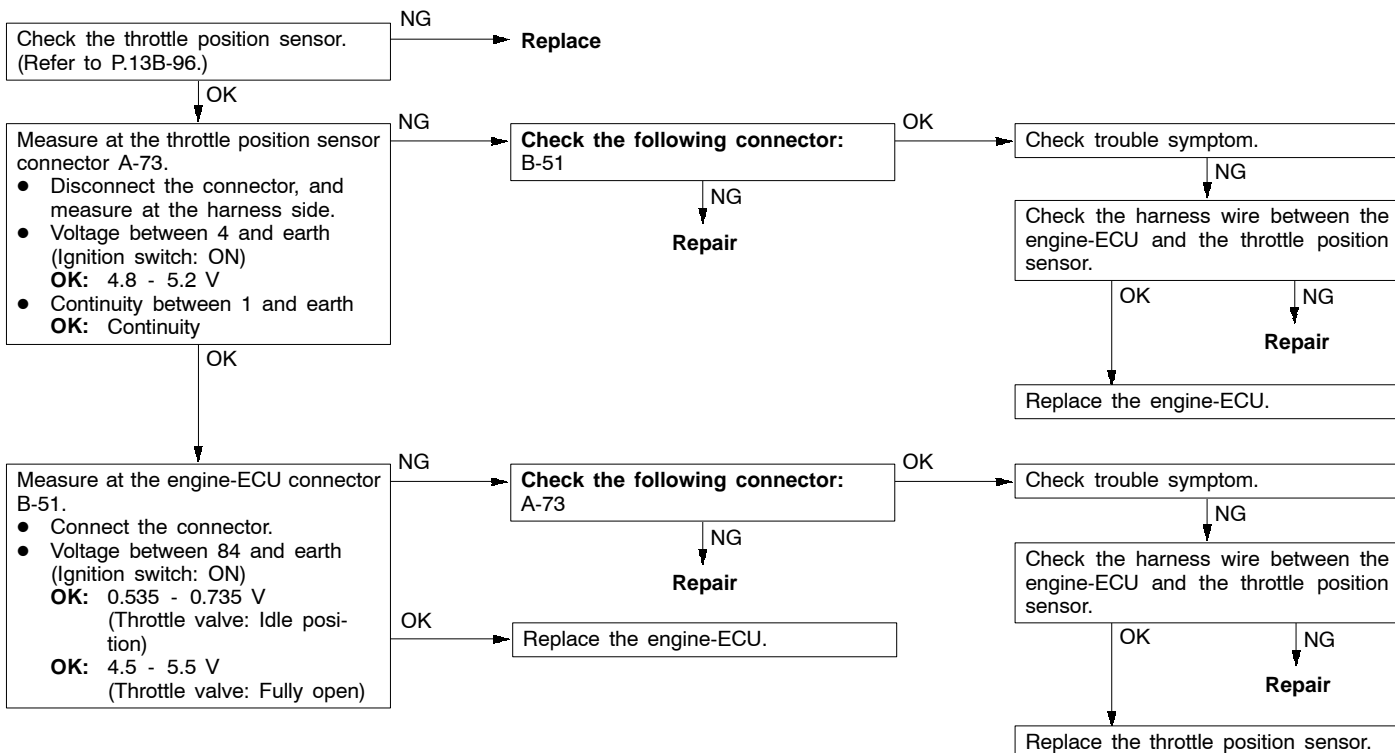 Check the throttle position sensor.
(Refer to P.13B-96.)
NG
Replace
OK
Measure at the throttle position sensor
connector A-73.
● Disconnect the connector, and
measure at the harness side.
● Voltage between 4 and earth
(Ignition switch: ON)
OK: 4.8 - 5.2 V
● Continuity between 1 and earth
OK: Continuity
NG
Check the following connector:
B-51
NG
Repair
OK
Check trouble symptom.
NG
Check the harness wire between the
engine-ECU and the throttle position
sensor.
OK
NG
Repair
Replace the engine-ECU.
OK
Measure at the engine-ECU connector
B-51.
● Connect the connector.
● Voltage between 84 and earth
(Ignition switch: ON)
OK: 0.535 - 0.735 V
(Throttle valve: Idle posi-
tion)
OK: 4.5 - 5.5 V
(Throttle valve: Fully open)
NG
Check the following connector:
A-73
NG
Repair
OK
Replace the engine-ECU.
OK
Check trouble symptom.
NG
Check the harness wire between the
engine-ECU and the throttle position
sensor.
OK
NG
Repair
Replace the throttle position sensor.